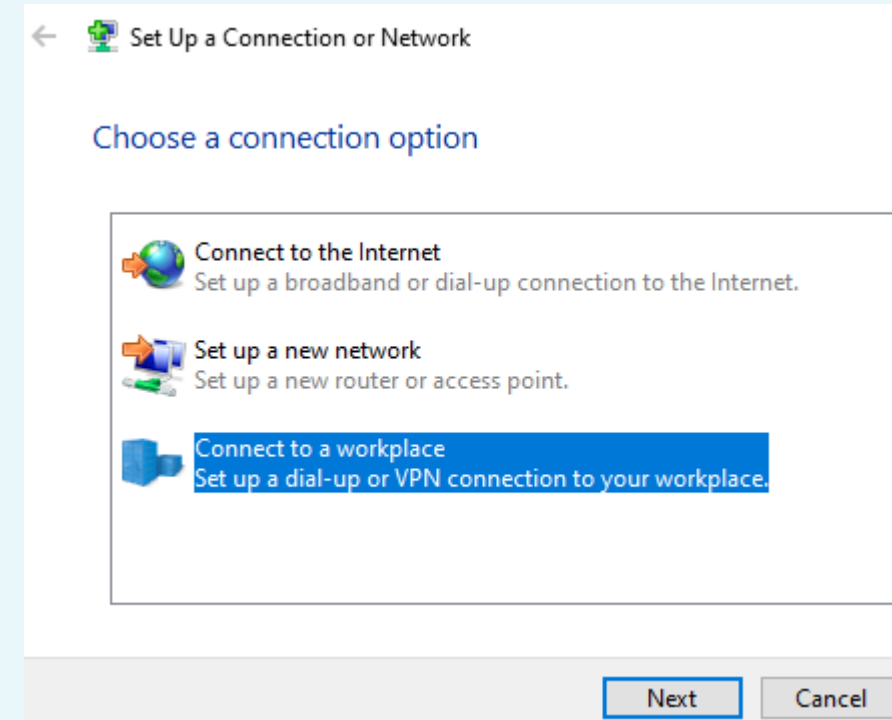 Set Up a Connection or Network
Choose a connection option
Connect to the Internet
Set up a broadband or dial-up connection to the Internet.
Set up a new network
Set up a new router or access point.
Connect to a workplace
Set up a dial-up or VPN connection to your workplace.
Next Cancel